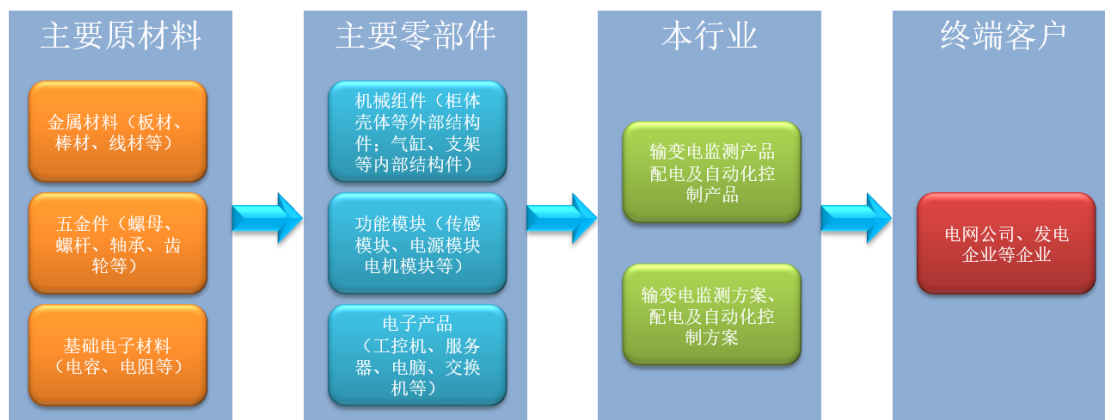 主要原材料
金属材料（板材、
棒材、线材等）
五金件（螺母、
螺杆、轴承、齿
轮等）
基础电子材料
（电容、电阻等）
主要零部件
机械组件（柜体
壳体等外部结构
件；气缸、支架
等内部结构件）
功能模块（传感
模块、电源模块
电机模块等）
电子产品
（工控机、服务
器、电脑、交换
机等）
本行业
输变电监测产品
配电及自动化控
制产品
输变电监测方案、
配电及自动化控
制方案
终端客户
电网公司、发电
企业等企业